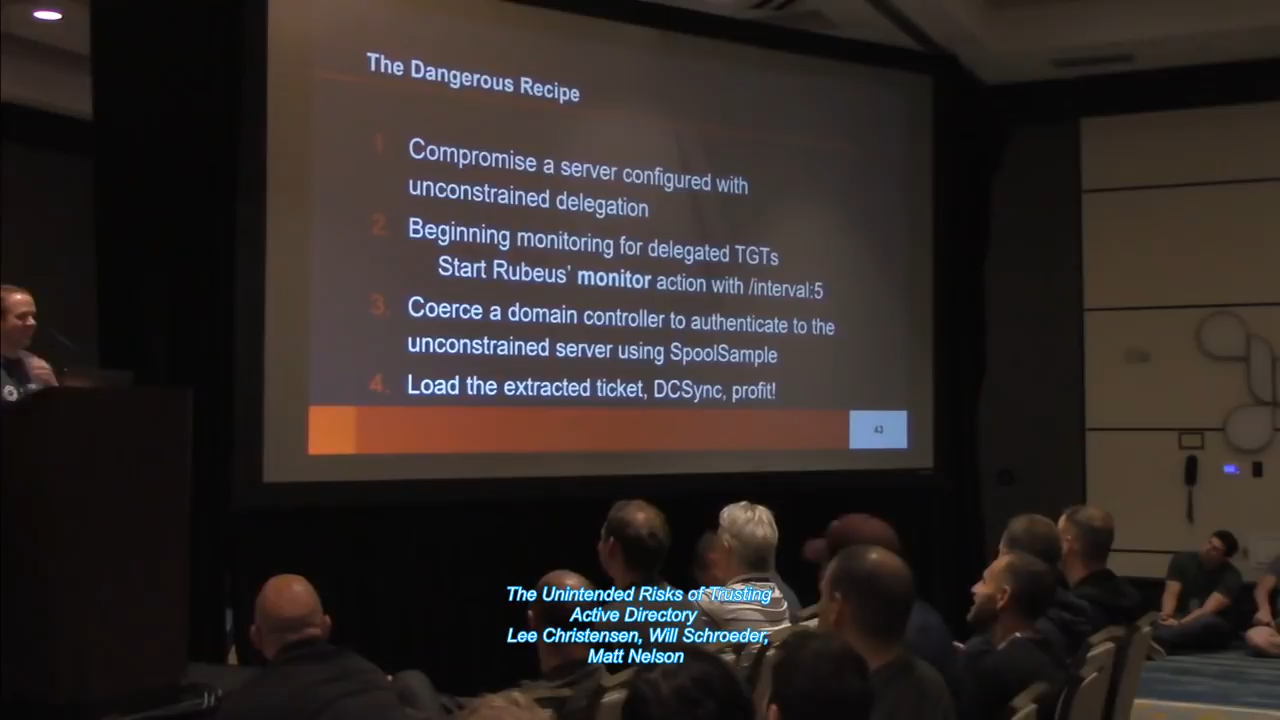 The Dangerous Recipe
1. Compromise a server configured with
unconstrained delegation
2. Beginning monitoring for delegated TGTs
Start Rubeus' monitor action with /interval:5
3. Coerce a domain controller to authenticate to the
unconstrained server using SpoolSample
4. Load the extracted ticket, DCSync, profit!
43
The Unintended Risks of Trusting
Active Directory
Lee Christensen, Will Schroeder,
Matt Nelson